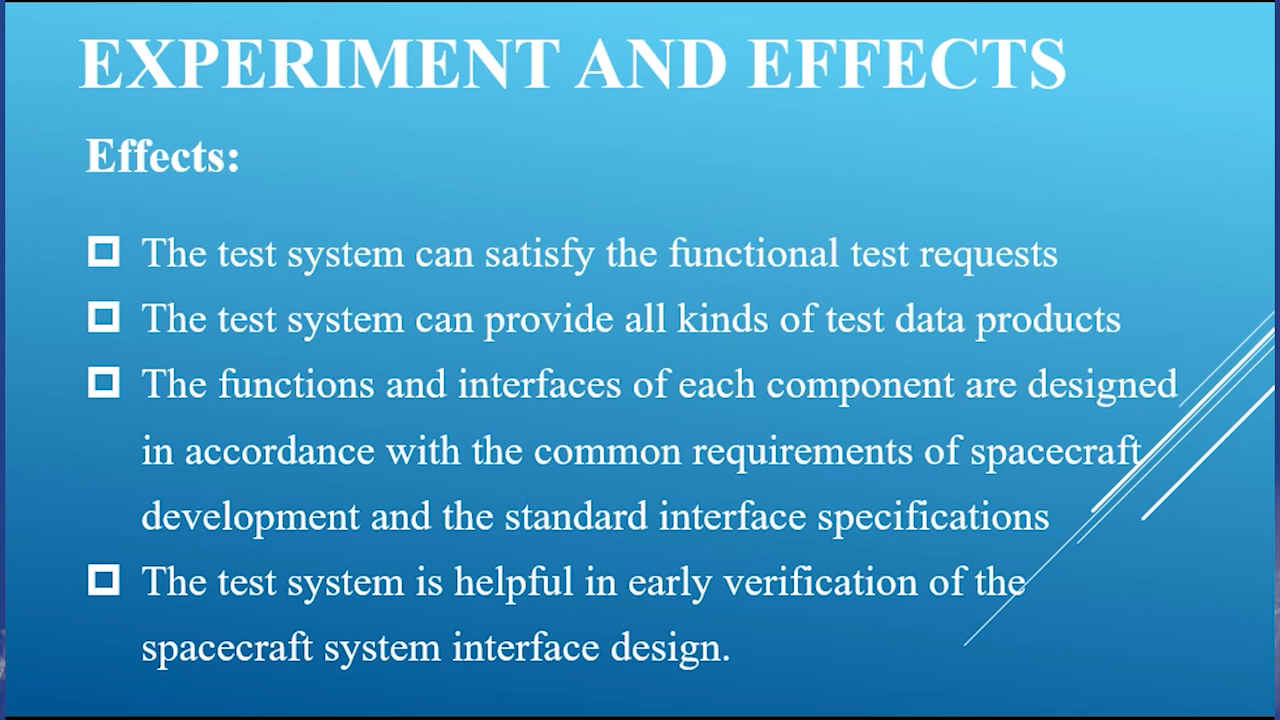 EXPERIMENT AND EFFECTS
Effects:
The test system can satisfy the functional test requests
The test system can provide all kinds of test data products
The functions and interfaces of each component are designed
in accordance with the common requirements of spacecraft
development and the standard interface specifications
The test system is helpful in early verification of the
spacecraft system interface design.